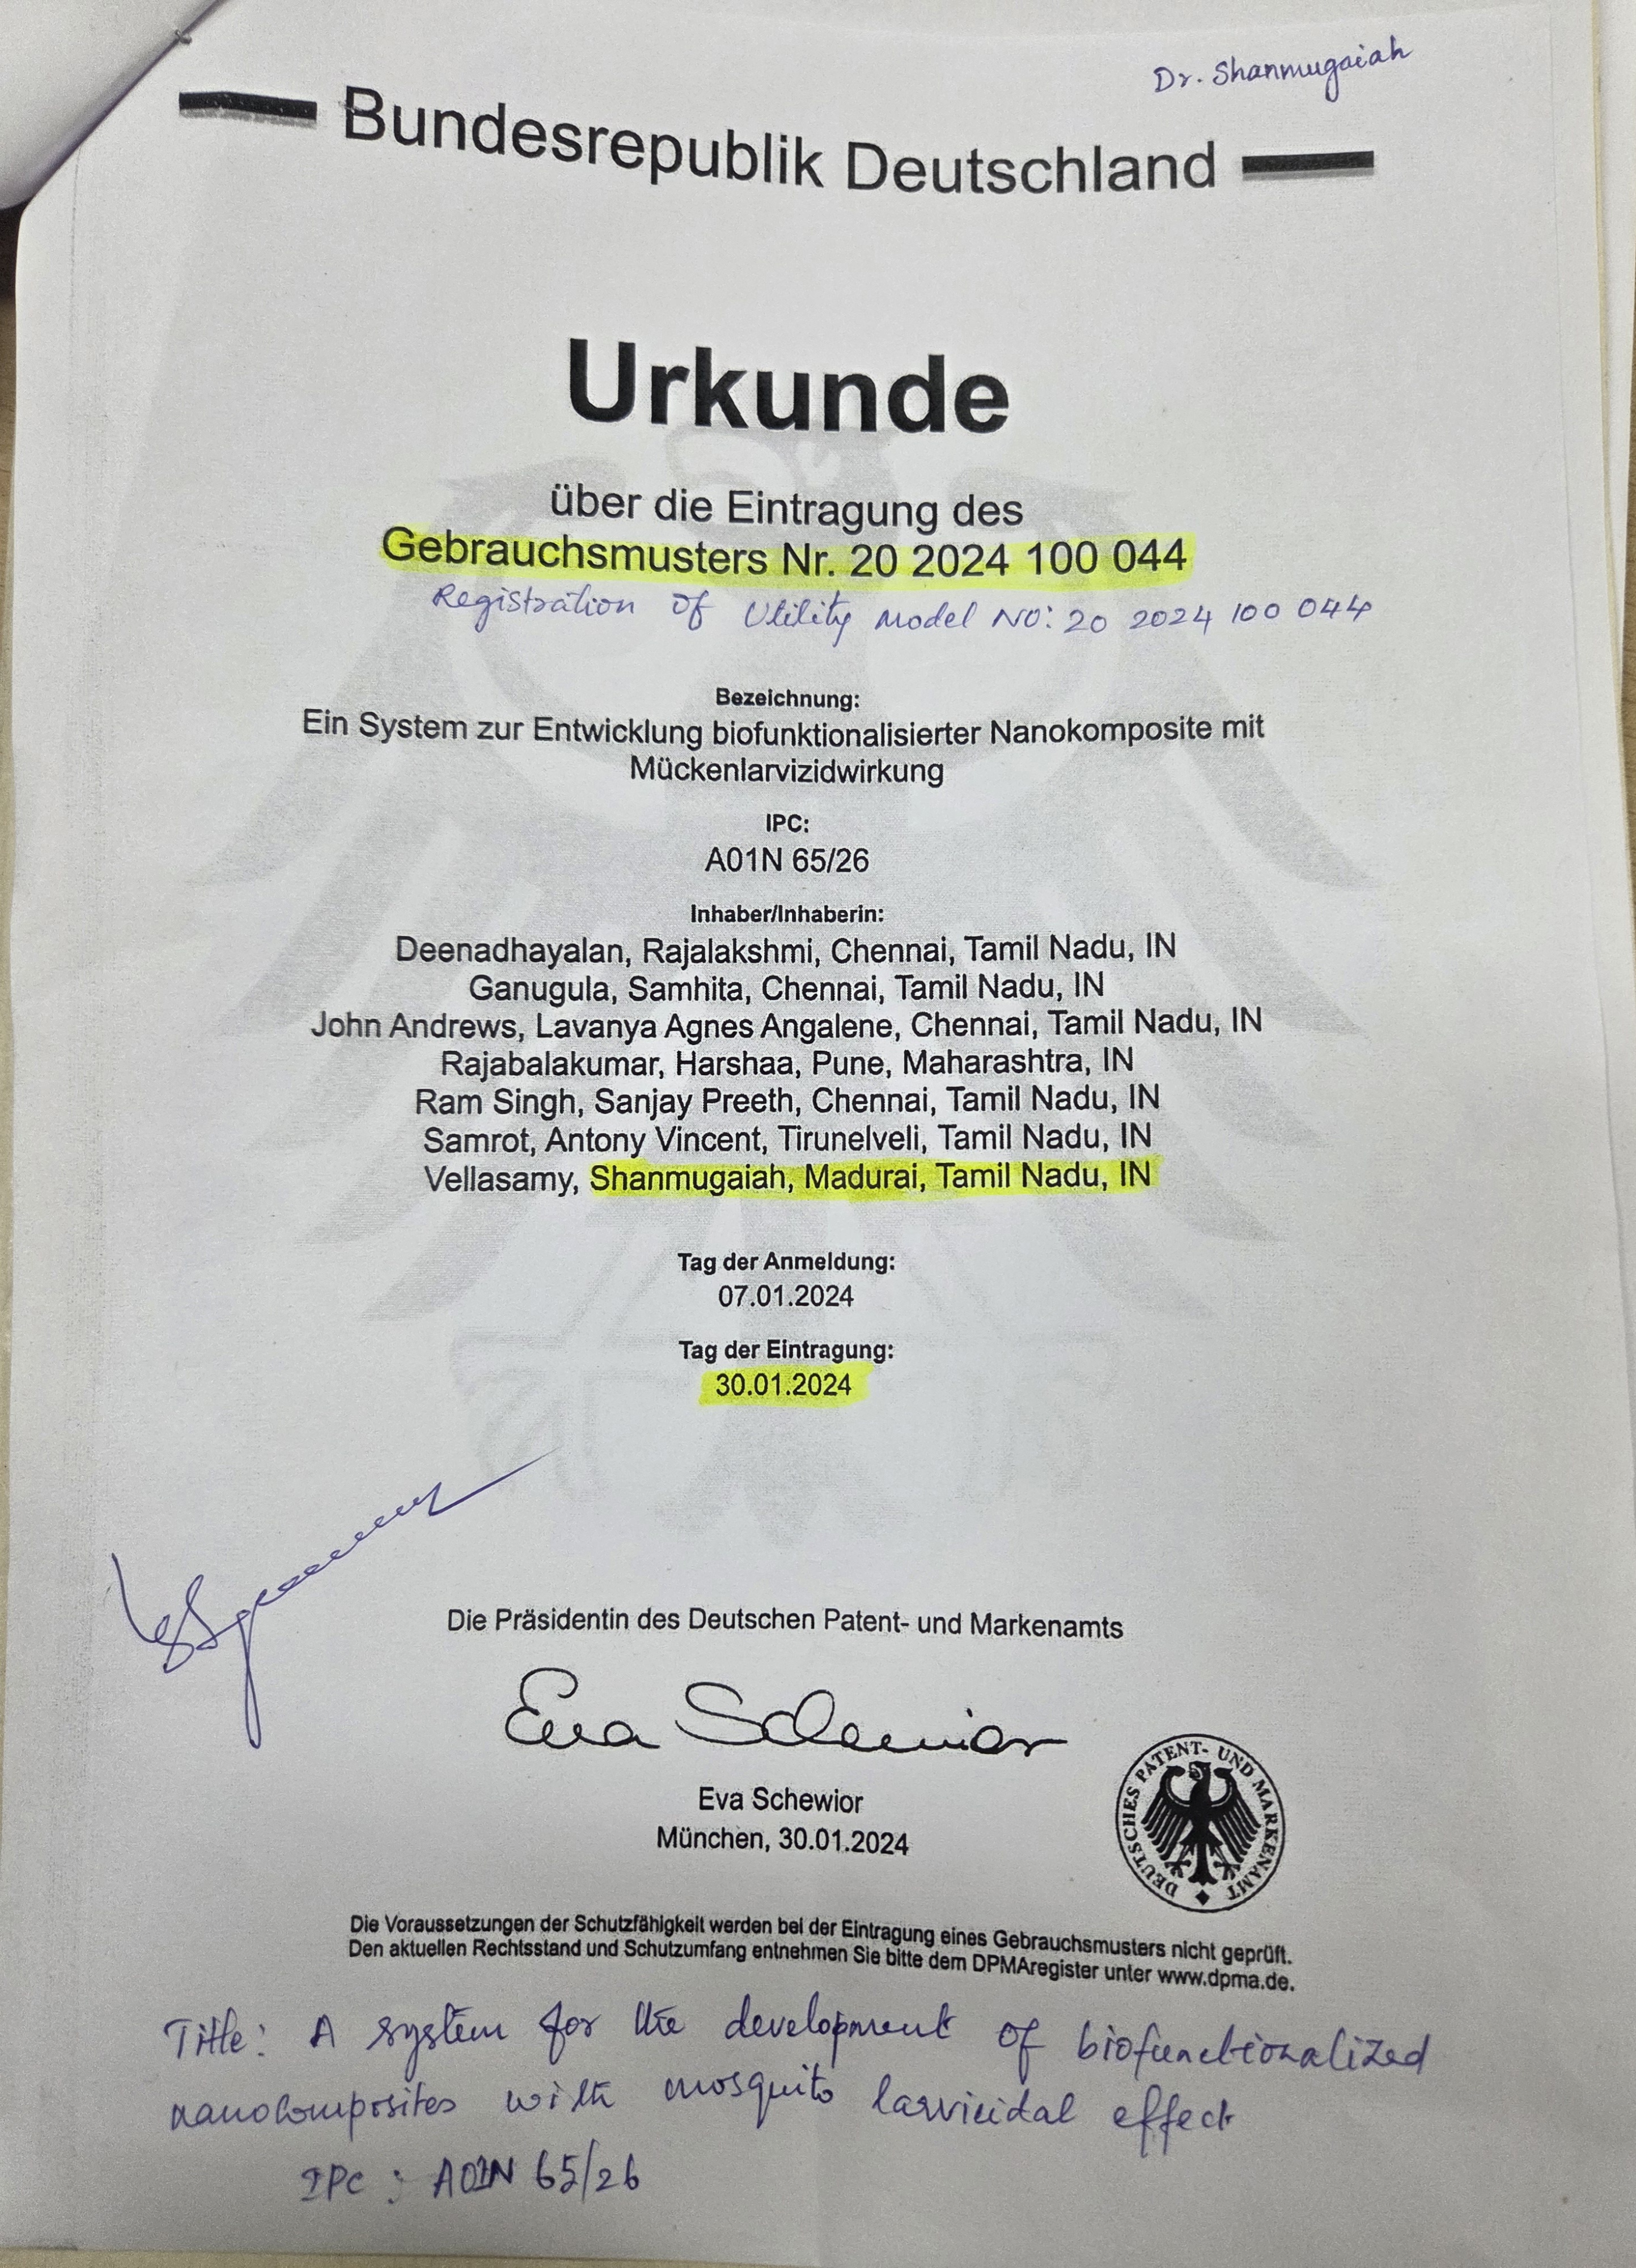 Dr. Shanmugaiah
Bundesrepublik Deutschland
Urkunde
über die Eintragung des
Gebrauchsmusters Nr. 20 2024 100 044
Registration of Utility Model NO: 20 2024 100 044
Bezeichnung:
Ein System zur Entwicklung biofunktionalisierter Nanokomposite mit
Mückenlarvizidwirkung
IPC:
A01N 65/26
Inhaber/Inhaberin:
Deenadhayalan, Rajalakshmi, Chennai, Tamil Nadu, IN
Ganugula, Samhita, Chennai, Tamil Nadu, IN
John Andrews, Lavanya Agnes Angalene, Chennai, Tamil Nadu, IN
Rajabalakumar, Harshaa, Pune, Maharashtra, IN
Ram Singh, Sanjay Preeth, Chennai, Tamil Nadu, IN
Samrot, Antony Vincent, Tirunelveli, Tamil Nadu, IN
Vellasamy, Shanmugaiah, Madurai, Tamil Nadu, IN
Tag der Anmeldung:
07.01.2024
Tag der Eintragung:
30.01.2024
Die Präsidentin des Deutschen Patent- und Markenamts
Eva Schewior
Eva Schewior
München, 30.01.2024
DEUTSCHES PATENT- UND MARKENAMT
Die Voraussetzungen der Schutzfähigkeit werden bei der Eintragung eines Gebrauchsmusters nicht geprüft.
Den aktuellen Rechtsstand und Schutzumfang entnehmen Sie bitte dem DPMAregister unter www.dpma.de.
Title: A system for the development of biofunctionalized
nanocomposites with mosquito larvicidal effect
IPC : A01N 65/26